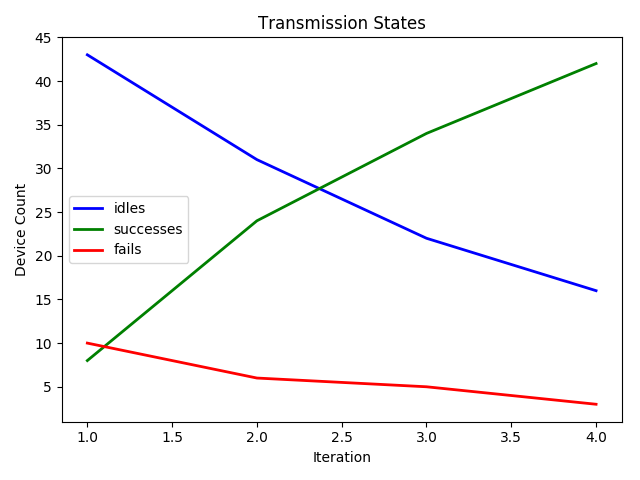 Transmission States
Device Count
45
40
35
30
25
20
15
10
5
idles
successes
fails
1.0 1.5 2.0 2.5 3.0 3.5 4.0
Iteration